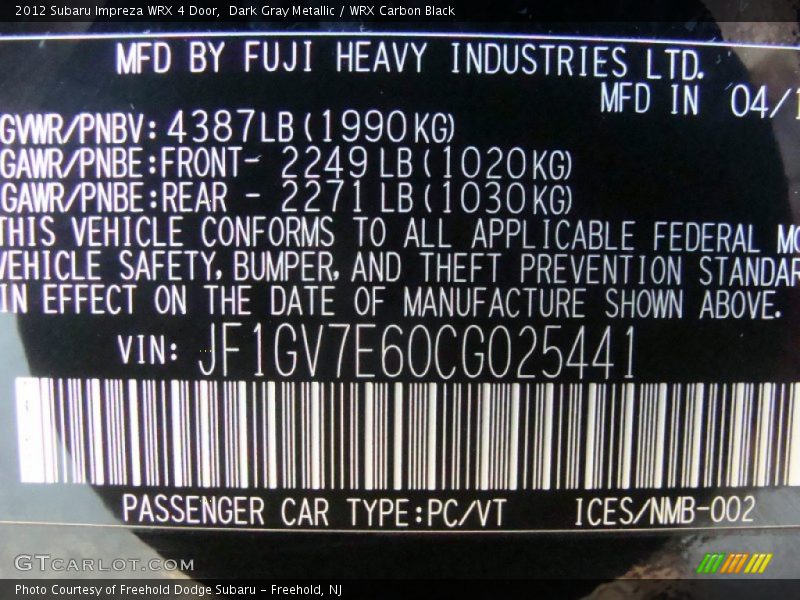 2012 Subaru Impreza WRX 4 Door,  Dark Gray Metallic / WRX Carbon Black
MFD BY FUJI HEAVY INDUSTRIES LTD.
MFD IN 04/1
GVWR/PNBV: 4387LB(1990KG)
GAWR/PNBE:FRONT- 2249LB(1020KG)
GAWR/PNBE:REAR - 2271LB(1030KG)
THIS VEHICLE CONFORMS TO ALL APPLICABLE FEDERAL MO
VEHICLE SAFETY, BUMPER, AND THEFT PREVENTION STANDAR
IN EFFECT ON THE DATE OF MANUFACTURE SHOWN ABOVE.
VIN: JF1GV7E60CG025441
PASSENGER CAR TYPE:PC/VT ICES/NMB-002
GTCARLOT.COM
Photo Courtesy of Freehold Dodge Subaru - Freehold, NJ